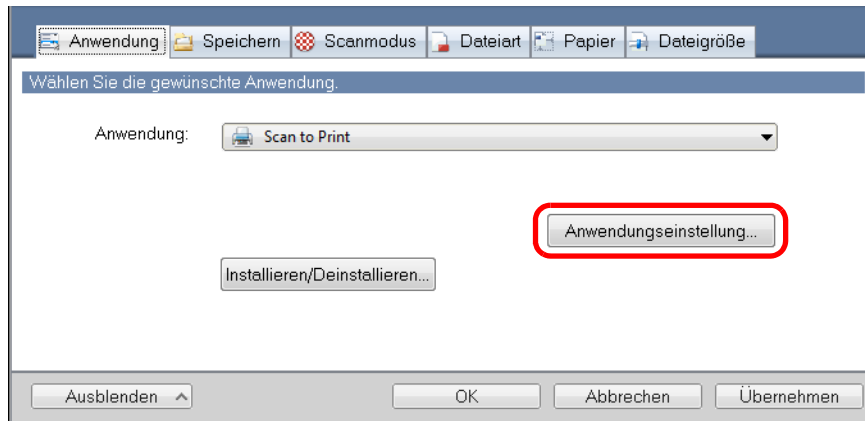 Anwendung Speichern Scanmodus Dateiart Papier Dateigröße
Wählen Sie die gewünschte Anwendung.
Anwendung: Scan to Print
Anwendungseinstellung...
Installieren/Deinstallieren...
Ausblenden OK Abbrechen Übernehmen